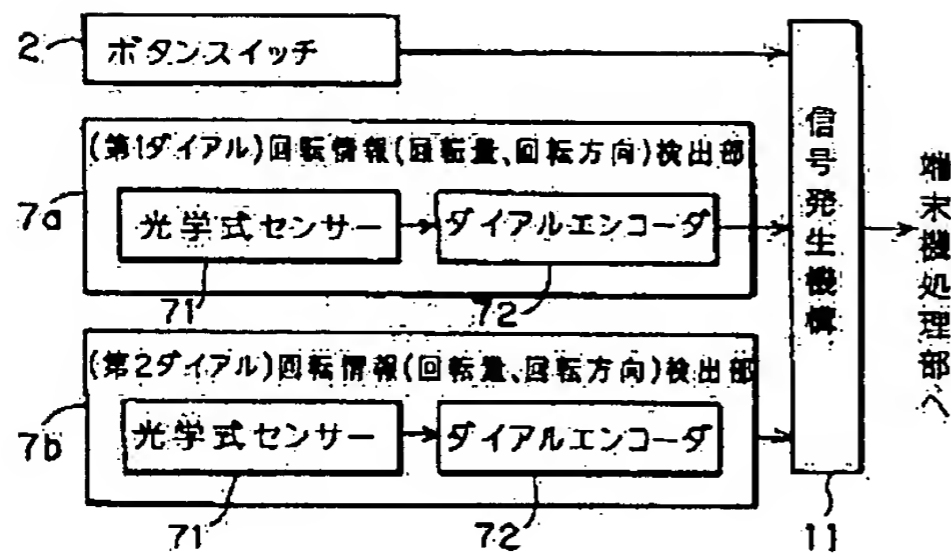 2
ボタンスイッチ
(第1ダイアル)回転情報(回転量、回転方向)検出部
7a
光学式センサー
ダイアルエンコーダ
71
72
(第2ダイアル)回転情報(回転量、回転方向)検出部
7b
光学式センサー
ダイアルエンコーダ
71
72
信号発生機構
11
端末機処理部へ